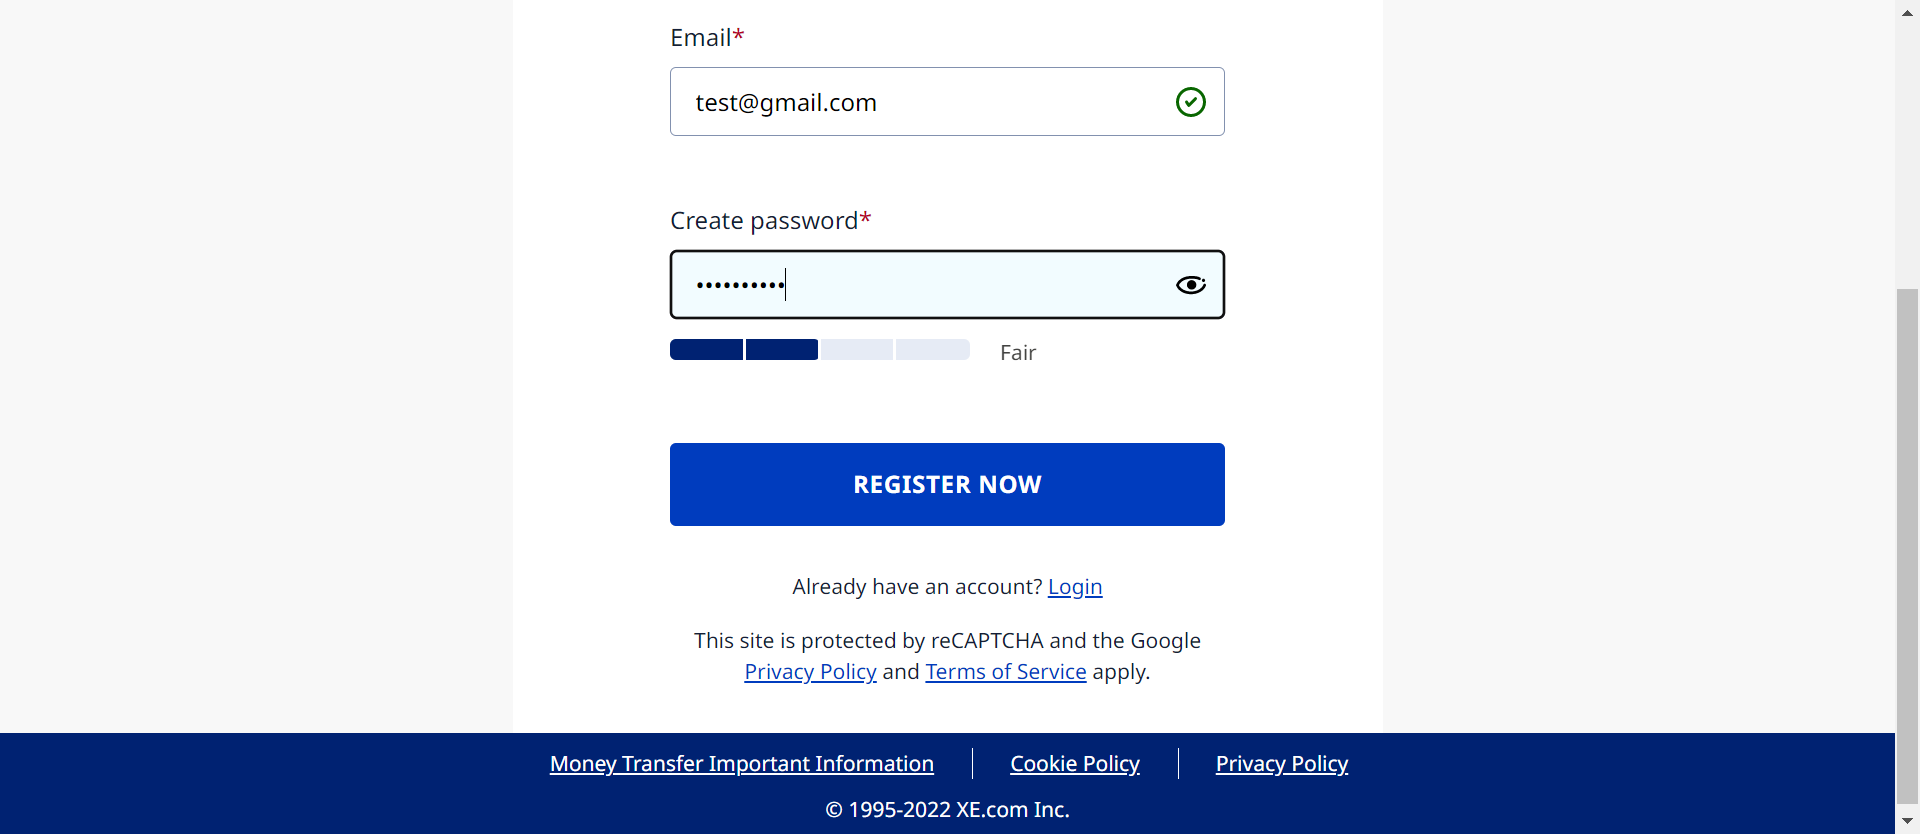 Email*
test@gmail.com
Create password*
••••••••••
Fair
REGISTER NOW
Already have an account? Login
This site is protected by reCAPTCHA and the Google
Privacy Policy and Terms of Service apply.
Money Transfer Important Information
Cookie Policy
Privacy Policy
© 1995-2022 XE.com Inc.